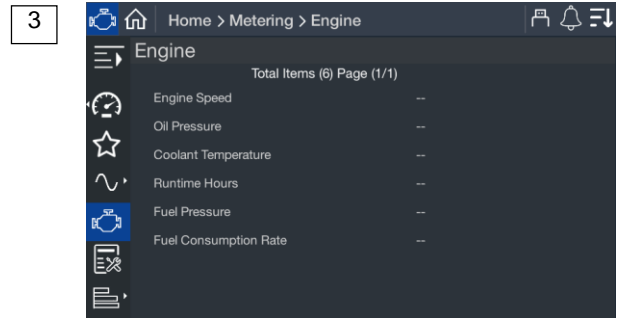 3
Home > Metering > Engine
Engine
Total Items (6) Page (1/1)
Engine Speed --
Oil Pressure --
Coolant Temperature --
Runtime Hours --
Fuel Pressure --
Fuel Consumption Rate --